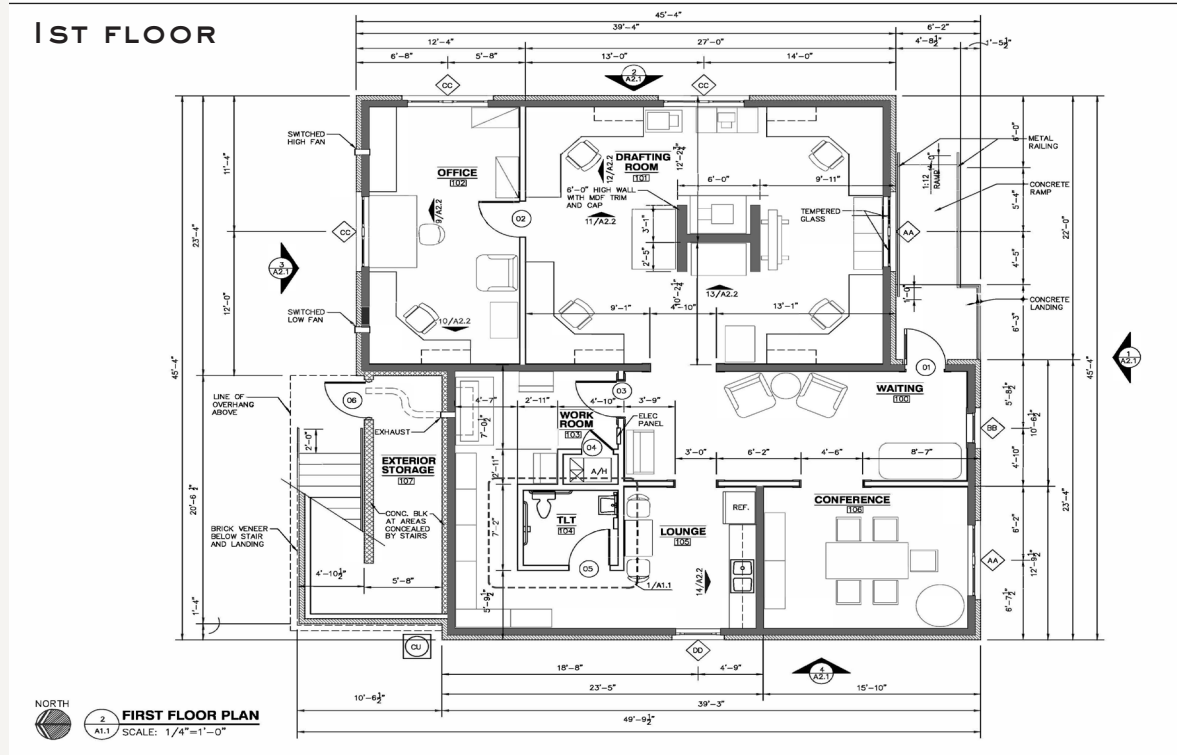 1ST FLOOR
45'-4"
39'-4"
6'-2"
12'-4"
27'-0"
4'-8½"
1'-5½"
6'-8"
5'-8"
13'-0"
14'-0"
2
A2.1
CC
CC
SWITCHED
HIGH FAN
OFFICE
102
DRAFTING
ROOM
101
12'-2¾"
12/A2.2
6'-0"
9'-11"
6'-0" HIGH WALL
WITH MDF TRIM
AND CAP
11/A2.2
TEMPERED
GLASS
1:12
RAMP
1'-0"
6'-0"
METAL
RAILING
CONCRETE
RAMP
5'-4"
11'-4"
23'-4"
CC
9/A2.2
02
3'-1"
2'-5"
AA
4'-5"
22'-0"
3
A2.1
12'-0"
10'-2¼"
13/A2.2
1'-0"
CONCRETE
LANDING
6'-3"
SWITCHED
LOW FAN
10/A2.2
9'-1"
4'-10"
13'-1"
45'-4"
45'-4"
01
1
A2.1
LINE OF
OVERHANG
ABOVE
06
03
4'-7"
2'-11"
4'-10"
3'-9"
WAITING
100
5'-8½"
10'-6½"
EXHAUST
7'-0½"
WORK
ROOM
103
ELEC
PANEL
BB
2'-0"
04
EXTERIOR
STORAGE
107
2'-11"
A/H
3'-0"
6'-2"
4'-6"
8'-7"
4'-10"
20'-6 ½"
CONC. BLK
AT AREAS
CONCEALED
BY STAIRS
TLT
104
REF.
CONFERENCE
106
6'-2"
23'-4"
BRICK VENEER
BELOW STAIR
AND LANDING
7'-2"
LOUNGE
105
AA
12'-9½"
4'-10½"
5'-8"
05
1/A1.1
14/A2.2
5'-9½"
6'-7½"
1'-4"
CU
DD
4
A2.1
18'-8"
4'-9"
23'-5"
15'-10"
10'-6½"
39'-3"
49'-9½"
NORTH
2
A1.1
FIRST FLOOR PLAN
SCALE: 1/4"=1'-0"